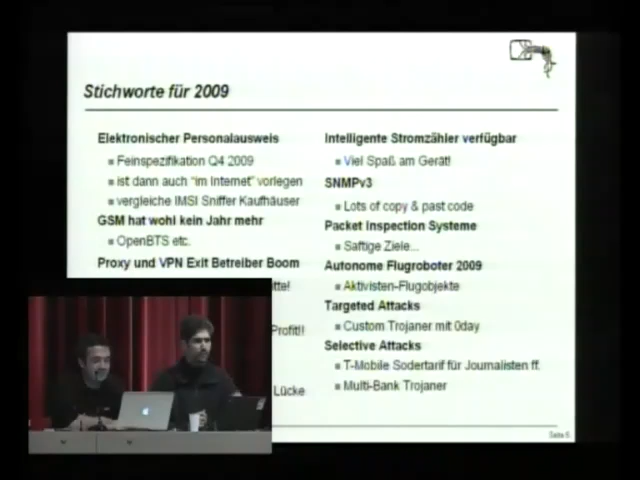 Stichworte für 2009
Elektronischer Personalausweis
Feinspezifikation Q4 2009
ist dann auch "im Internet" vorlegen
vergleiche IMSI Sniffer Kaufhäuser
GSM hat wohl kein Jahr mehr
OpenBTS etc.
Proxy und VPN Exit Betreiber Boom
Profit!!
Lücke
Intelligente Stromzähler verfügbar
Viel Spaß am Gerät!
SNMPv3
Lots of copy & past code
Packet Inspection Systeme
Saftige Ziele...
Autonome Flugroboter 2009
Aktivisten-Flugobjekte
Targeted Attacks
Custom Trojaner mit 0day
Selective Attacks
T-Mobile Sodertarif für Journalisten ff.
Multi-Bank Trojaner